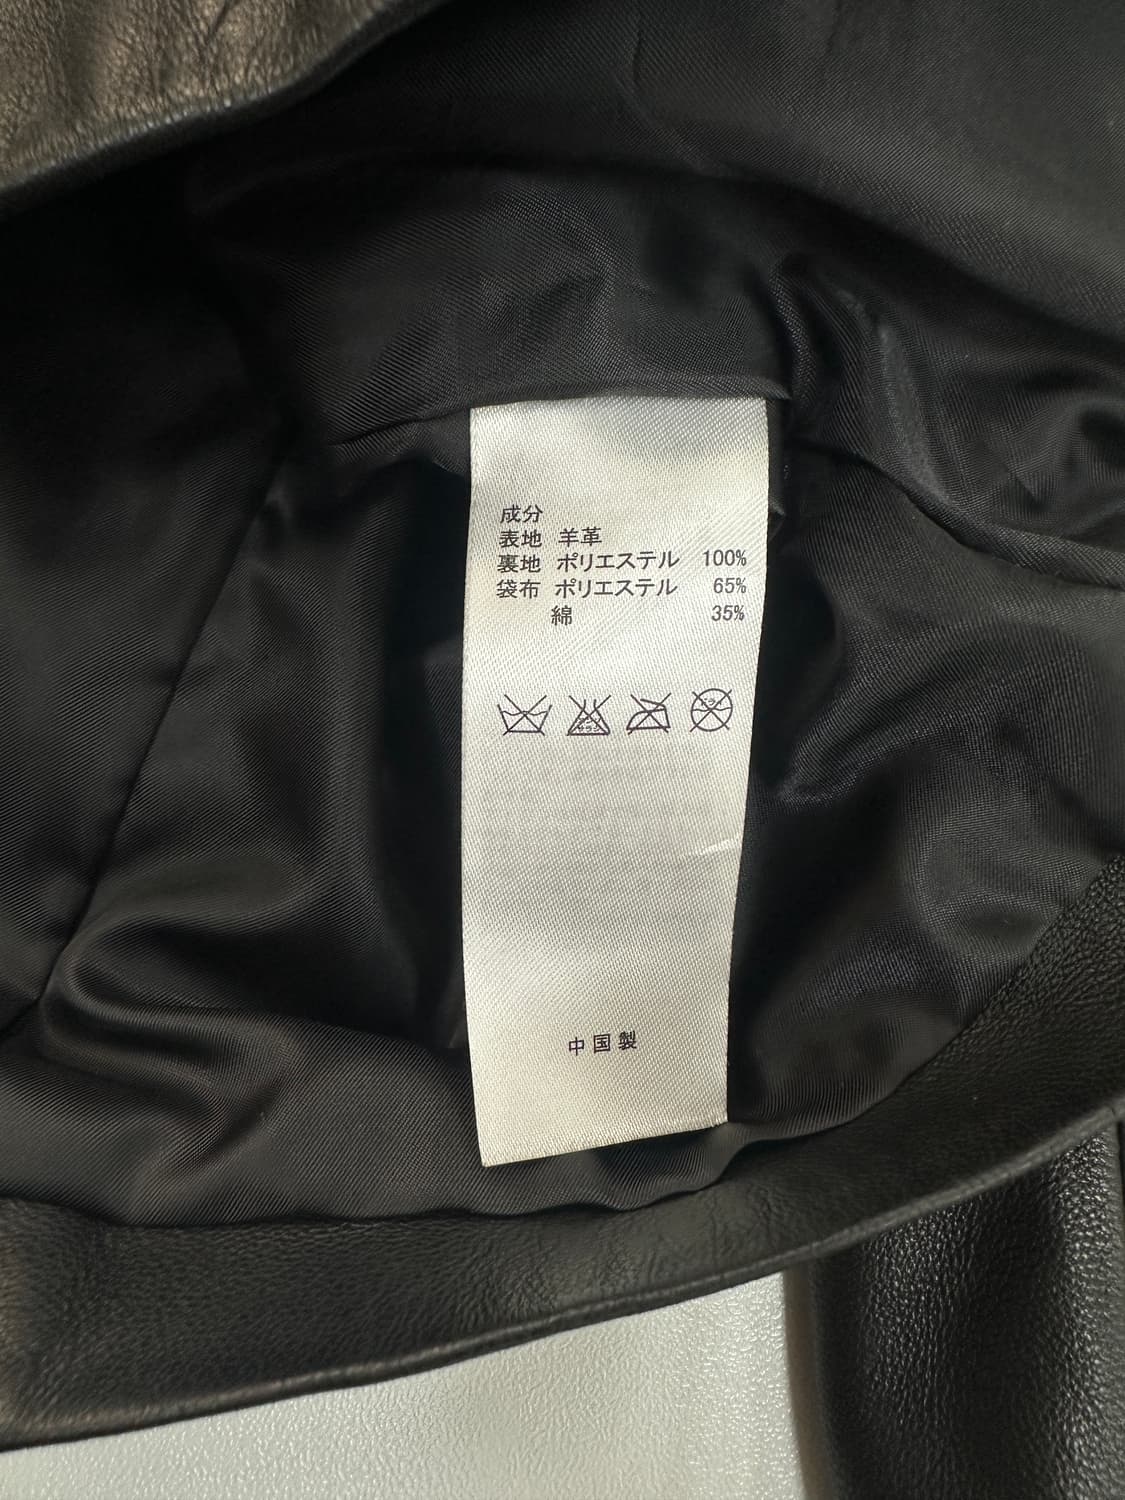 成分
表地 羊革
裏地 ポリエステル 100%
袋布 ポリエステル 65%
綿 35%
中国製